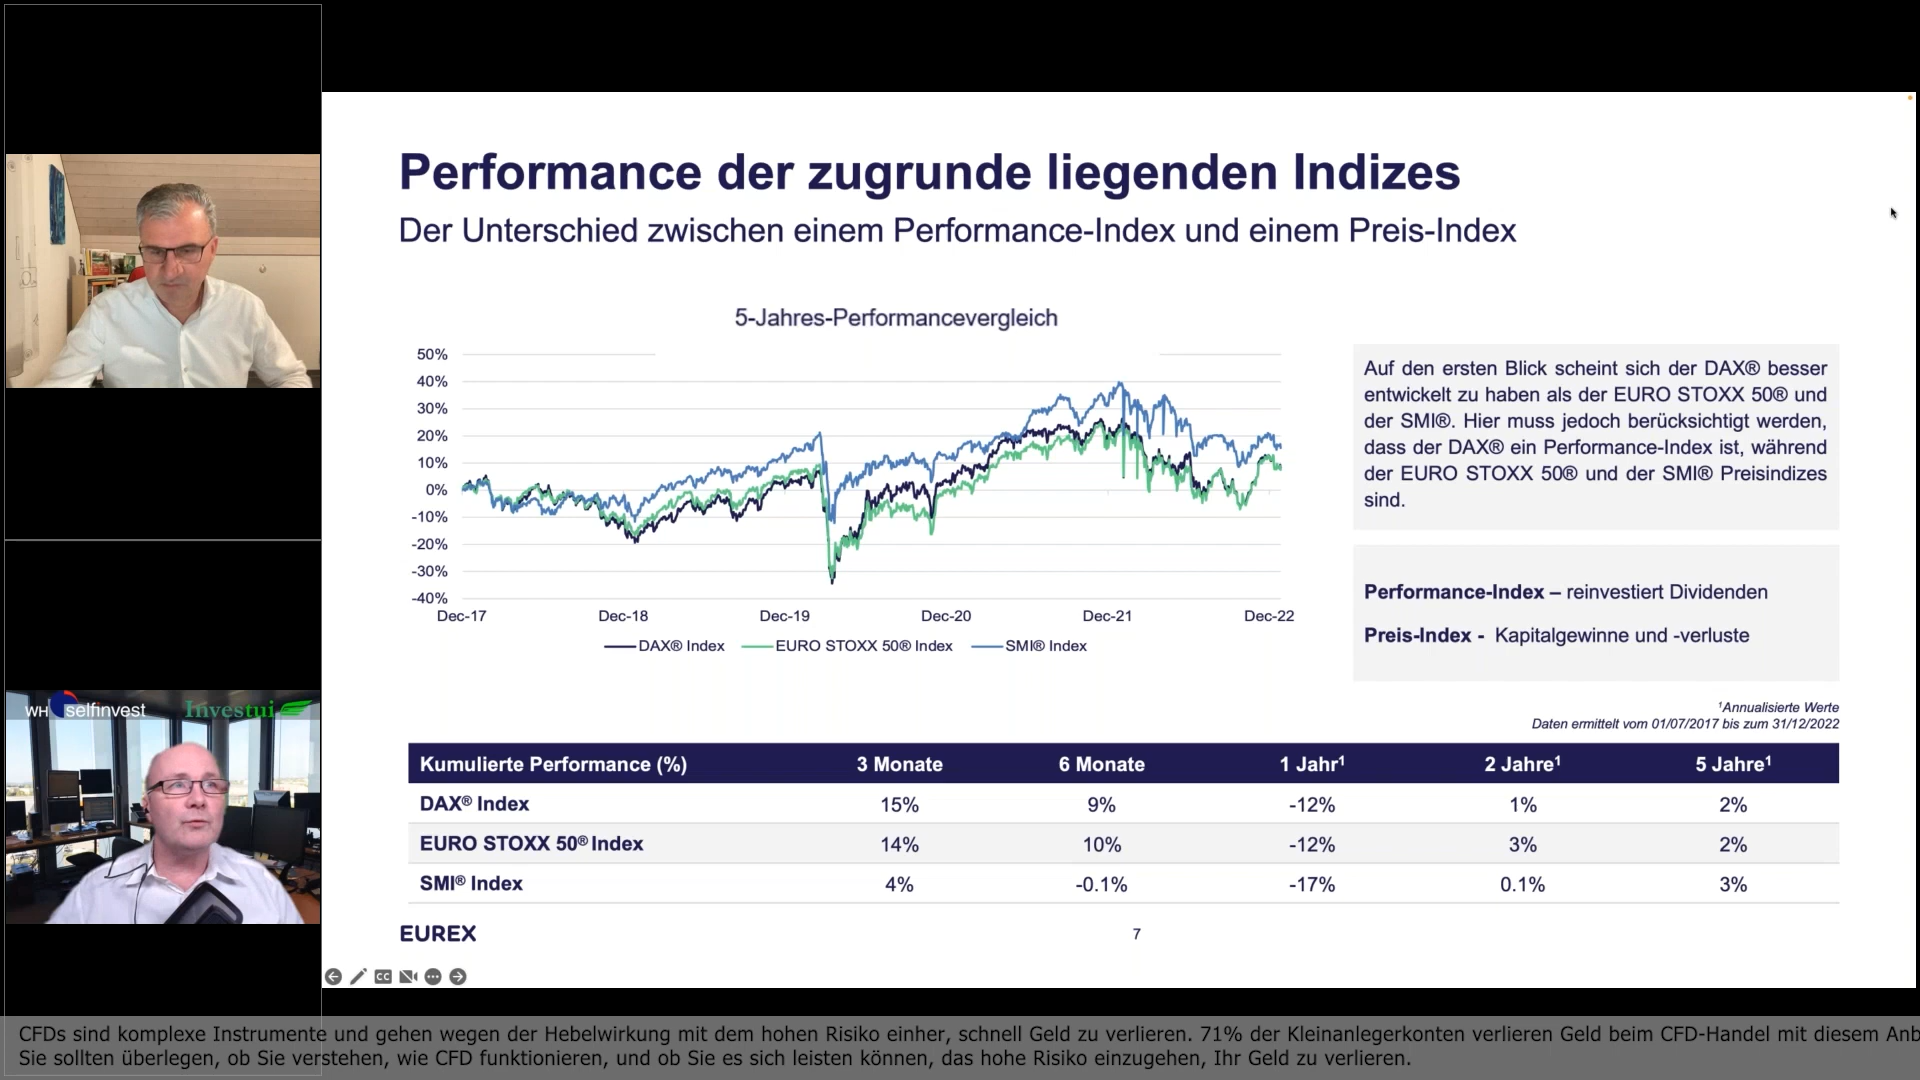 Performance der zugrunde liegenden Indizes
Der Unterschied zwischen einem Performance-Index und einem Preis-Index
5-Jahres-Performancevergleich
50%
40%
30%
20%
10%
0%
-10%
-20%
-30%
-40%
Dec-17 Dec-18 Dec-19 Dec-20 Dec-21 Dec-22
DAX® Index EURO STOXX 50® Index SMI® Index
Auf den ersten Blick scheint sich der DAX® besser
entwickelt zu haben als der EURO STOXX 50® und
der SMI®. Hier muss jedoch berücksichtigt werden,
dass der DAX® ein Performance-Index ist, während
der EURO STOXX 50® und der SMI® Preisindizes
sind.
Performance-Index – reinvestiert Dividenden
Preis-Index - Kapitalgewinne und -verluste
¹Annualisierte Werte
Daten ermittelt vom 01/07/2017 bis zum 31/12/2022
Kumulierte Performance (%) 3 Monate 6 Monate 1 Jahr¹ 2 Jahre¹ 5 Jahre¹
DAX® Index 15% 9% -12% 1% 2%
EURO STOXX 50® Index 14% 10% -12% 3% 2%
SMI® Index 4% -0.1% -17% 0.1% 3%
EUREX
7
CC
WH selfinvest
Investui
CFDs sind komplexe Instrumente und gehen wegen der Hebelwirkung mit dem hohen Risiko einher, schnell Geld zu verlieren. 71% der Kleinanlegerkonten verlieren Geld beim CFD-Handel mit diesem Anb
Sie sollten überlegen, ob Sie verstehen, wie CFD funktionieren, und ob Sie es sich leisten können, das hohe Risiko einzugehen, Ihr Geld zu verlieren.